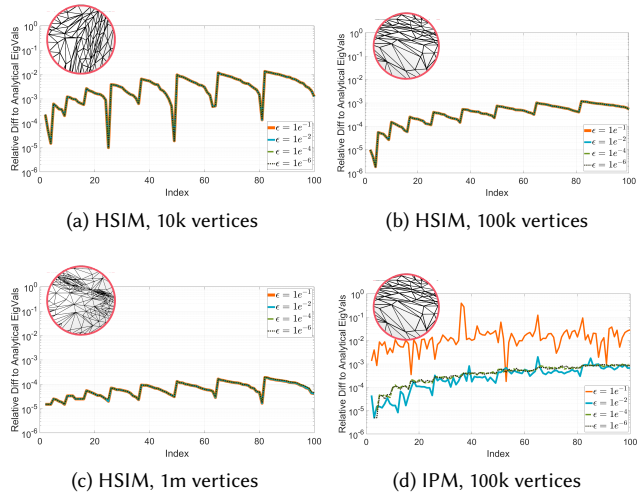 Relative Diff to Analytical EigVals
10^0
10^-1
10^-2
10^-3
10^-4
10^-5
10^-6
0 20 40 60 80 100
Index
ϵ = 1e^-1
ϵ = 1e^-2
ϵ = 1e^-4
ϵ = 1e^-6
(a) HSIM, 10k vertices
Relative Diff to Analytical EigVals
10^0
10^-1
10^-2
10^-3
10^-4
10^-5
10^-6
0 20 40 60 80 100
Index
ϵ = 1e^-1
ϵ = 1e^-2
ϵ = 1e^-4
ϵ = 1e^-6
(b) HSIM, 100k vertices
Relative Diff to Analytical EigVals
10^0
10^-1
10^-2
10^-3
10^-4
10^-5
10^-6
0 20 40 60 80 100
Index
ϵ = 1e^-1
ϵ = 1e^-2
ϵ = 1e^-4
ϵ = 1e^-6
(c) HSIM, 1m vertices
Relative Diff to Analytical EigVals
10^0
10^-1
10^-2
10^-3
10^-4
10^-5
10^-6
0 20 40 60 80 100
Index
ϵ = 1e^-1
ϵ = 1e^-2
ϵ = 1e^-4
ϵ = 1e^-6
(d) IPM, 100k vertices